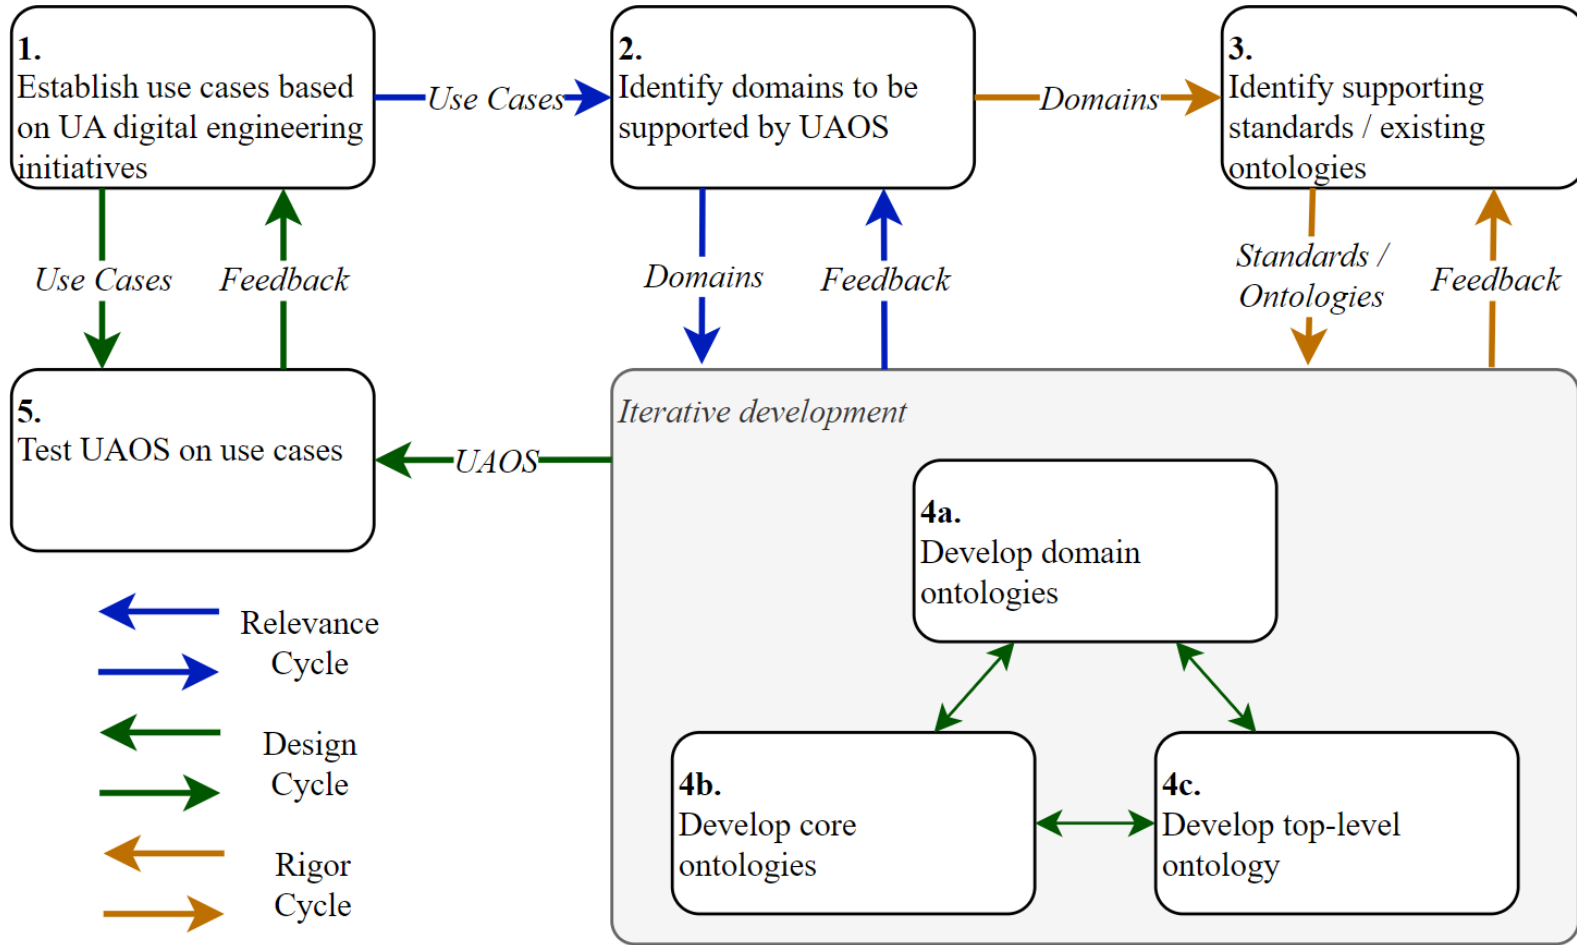 1.
Establish use cases based
on UA digital engineering
initiatives
Use Cases
2.
Identify domains to be
supported by UAOS
Domains
3.
Identify supporting
standards / existing
ontologies
Use Cases
Feedback
Domains
Feedback
Standards /
Ontologies
Feedback
5.
Test UAOS on use cases
UAOS
Iterative development
4a.
Develop domain
ontologies
4b.
Develop core
ontologies
4c.
Develop top-level
ontology
Relevance
Cycle
Design
Cycle
Rigor
Cycle